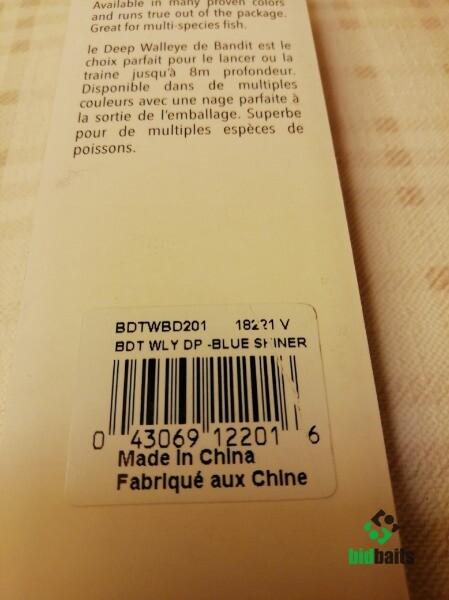 Available in many proven colors
and runs true out of the package.
Great for multi-species fish.
le Deep Walleye de Bandit est le
choix parfait pour le lancer ou la
traine jusqu'à 8m profondeur.
Disponible dans de multiples
couleurs avec une nage parfaite à
la sortie de l'emballage. Superbe
pour de multiples espèces de
poissons.
BDTWBD201 V
BDT WLY DP -BLUE SHINER
0 43069 12201 6
Made in China
Fabriqué aux Chine
bidbaits